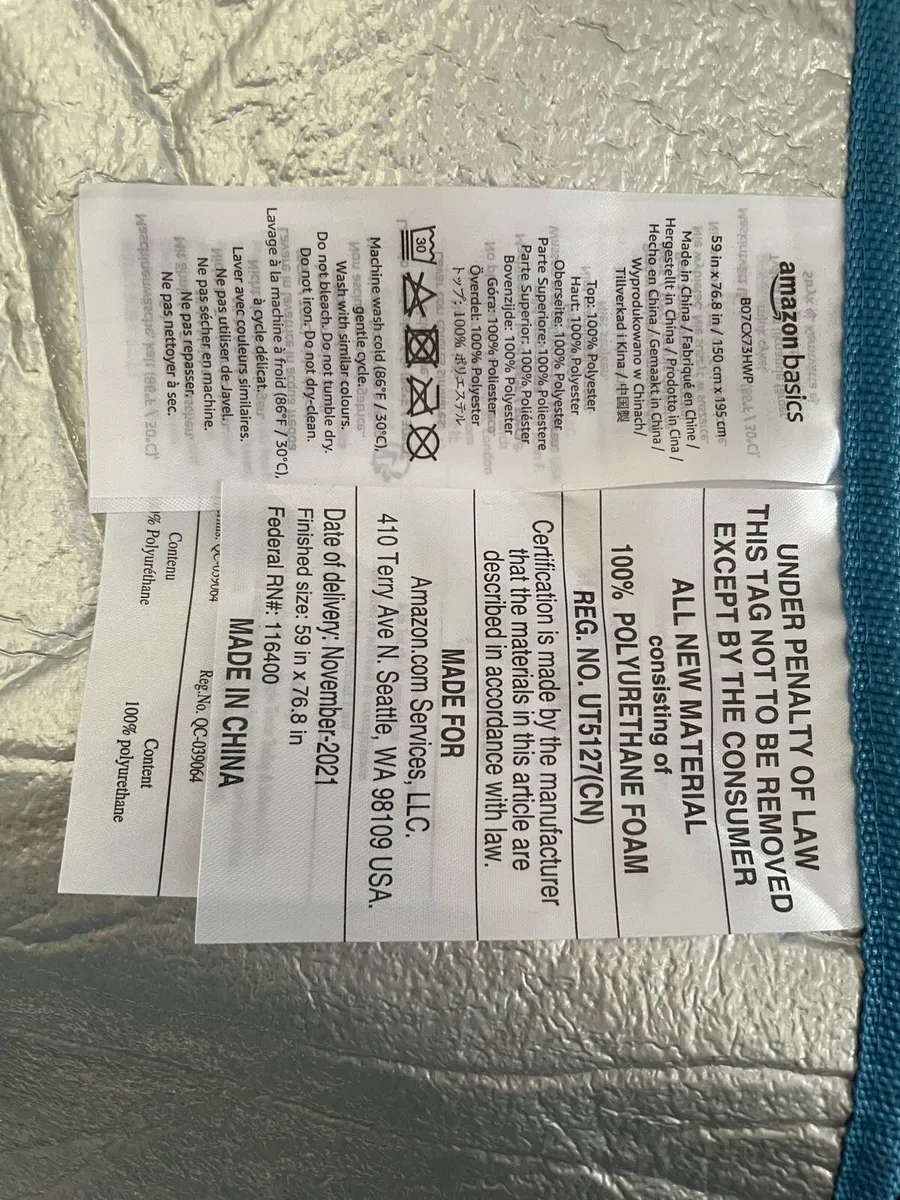 amazon basics
B07CX73HWP
59 in x 76.8 in / 150 cm x 195 cm
Made in China / Fabriqué en Chine /
Hergestellt in China / Prodotto in Cina /
Hecho en China / Gemaakt in China /
Wyprodukowano w Chinach /
Tillverkad i Kina / 中国製
Top: 100% Polyester
Haut: 100% Polyester
Oberseite: 100% Polyester
Parte Superiore: 100% Poliestere
Parte Superior: 100% Poliéster
Bovenzijde: 100% Polyester
Góra: 100% Poliester
Överdel: 100% Polyester
トップ: 100% ポリエステル
30
Machine wash cold (86°F / 30°C),
gentle cycle.
Wash with similar colours.
Do not bleach. Do not tumble dry.
Do not iron. Do not dry-clean.
Lavage à la machine à froid (86°F / 30°C),
à cycle délicat.
Laver avec couleurs similaires.
Ne pas utiliser de Javel.
Ne pas sécher en machine.
Ne pas repasser.
Ne pas nettoyer à sec.
UNDER PENALTY OF LAW
THIS TAG NOT TO BE REMOVED
EXCEPT BY THE CONSUMER
ALL NEW MATERIAL
consisting of
100% POLYURETHANE FOAM
REG. NO. UT5127(CN)
Certification is made by the manufacturer
that the materials in this article are
described in accordance with law.
MADE FOR
Amazon.com Services, LLC.
410 Terry Ave N. Seattle, WA 98109 USA.
Date of delivery: November-2021
Finished size: 59 in x 76.8 in
Federal RN#: 116400
MADE IN CHINA
Reg.No. QC-039064
Contenu Content
% Polyuréthane 100% polyurethane